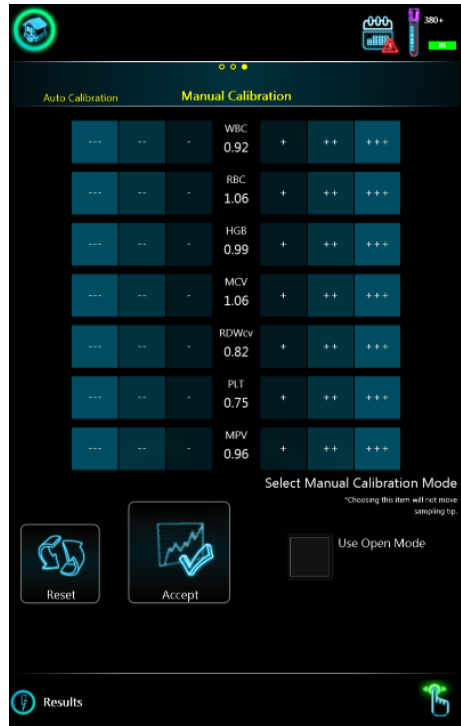 380+
Auto Calibration Manual Calibration
WBC
--- -- - 0.92 + ++ +++
RBC
--- -- - 1.06 + ++ +++
HGB
--- -- - 0.99 + ++ +++
MCV
--- -- - 1.06 + ++ +++
RDWcv
--- -- - 0.82 + ++ +++
PLT
--- -- - 0.75 + ++ +++
MPV
--- -- - 0.96 + ++ +++
Select Manual Calibration Mode
*Choosing this item will not move
sampling tip.
Use Open Mode
Reset Accept
Results